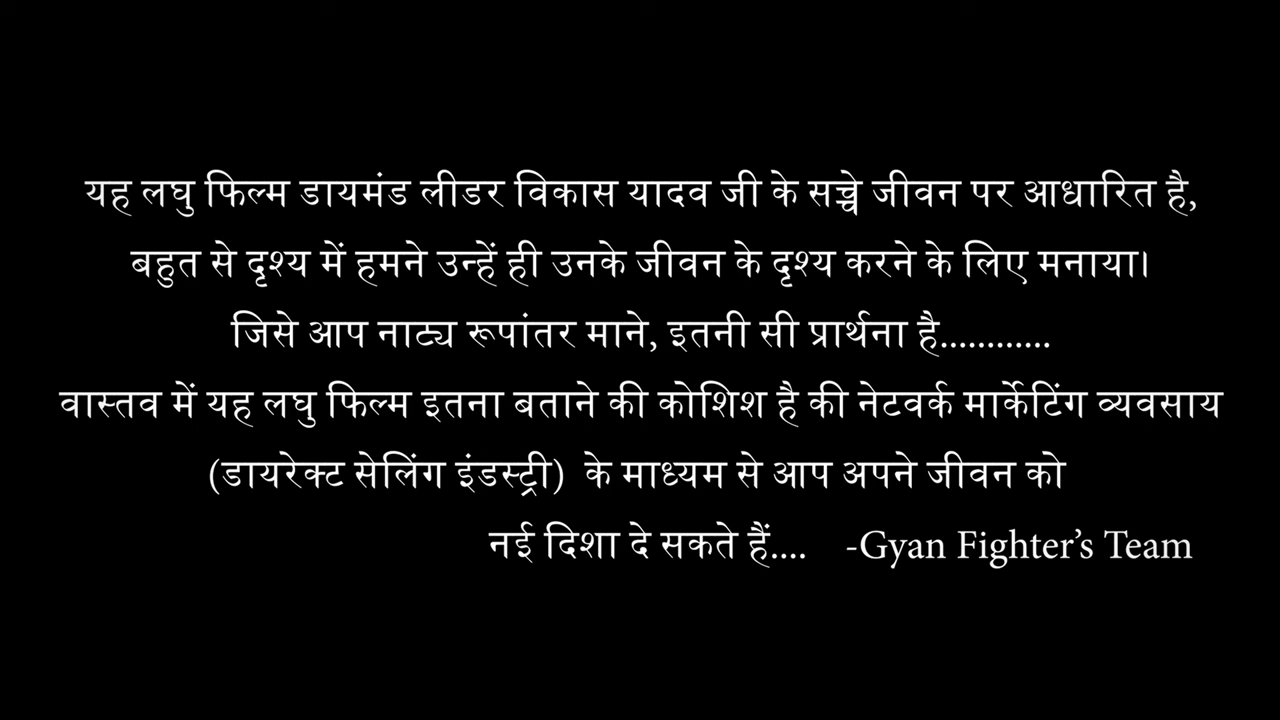 यह लघु फिल्म डायमंड लीडर विकास यादव जी के सच्चे जीवन पर आधारित है,
बहुत से दृश्य में हमने उन्हें ही उनके जीवन के दृश्य करने के लिए मनाया।
जिसे आप नाट्य रूपांतर माने, इतनी सी प्रार्थना है............
वास्तव में यह लघु फिल्म इतना बताने की कोशिश है की नेटवर्क मार्केटिंग व्यवसाय
(डायरेक्ट सेलिंग इंडस्ट्री) के माध्यम से आप अपने जीवन को
नई दिशा दे सकते हैं.... -Gyan Fighter’s Team